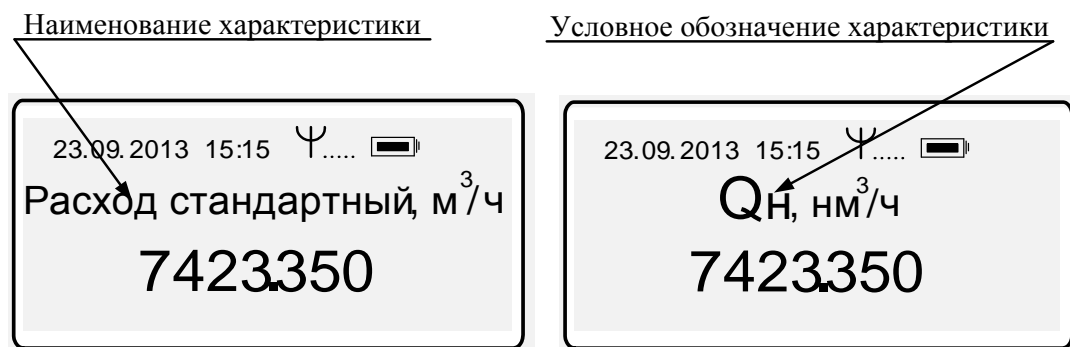 Наименование характеристики
Условное обозначение характеристики
23.09.2013 15:15 .....
Расход стандартный, м³/ч
7423.350
23.09.2013 15:15 .....
Qн, нм³/ч
7423.350